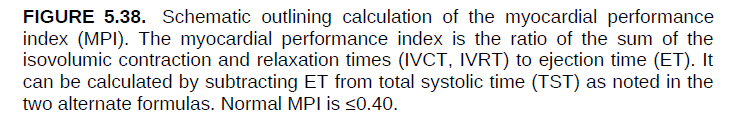 FIGURE 5.38. Schematic outlining calculation of the myocardial performance
index (MPI). The myocardial performance index is the ratio of the sum of the
isovolumic contraction and relaxation times (IVCT, IVRT) to ejection time (ET). It
can be calculated by subtracting ET from total systolic time (TST) as noted in the
two alternate formulas. Normal MPI is ≤0.40.